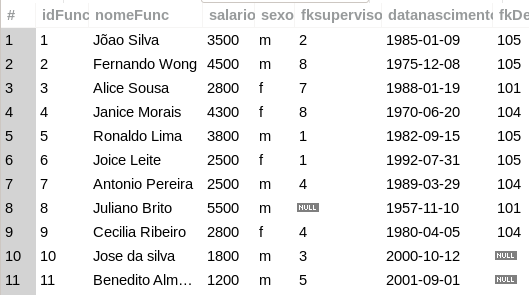 # idFunc nomeFunc salario sexo fksuperviso datanasciment fkDe
1 1 Jõao Silva 3500 m 2 1985-01-09 105
2 2 Fernando Wong 4500 m 8 1975-12-08 105
3 3 Alice Sousa 2800 f 7 1988-01-19 101
4 4 Janice Morais 4300 f 8 1970-06-20 104
5 5 Ronaldo Lima 3800 m 1 1982-09-15 105
6 6 Joice Leite 2500 f 1 1992-07-31 105
7 7 Antonio Pereira 2500 m 4 1989-03-29 104
8 8 Juliano Brito 5500 m NULL 1957-11-10 101
9 9 Cecilia Ribeiro 2800 f 4 1980-04-05 104
10 10 Jose da silva 1800 m 3 2000-10-12 NULL
11 11 Benedito Alm... 1200 m 5 2001-09-01 NULL